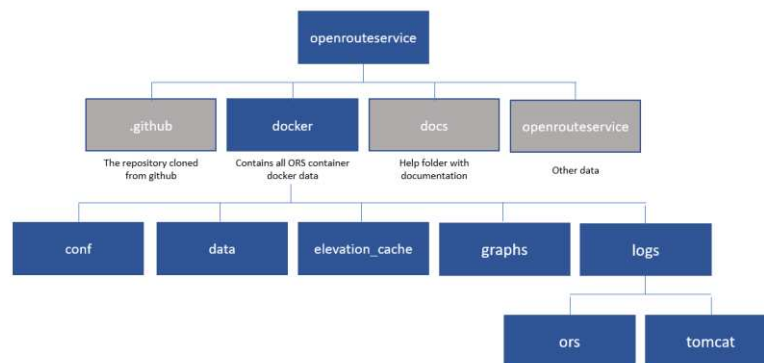 openrouteservice
.github
docker
docs
openrouteservice
The repository cloned
from github
Contains all ORS container
docker data
Help folder with
documentation
Other data
conf
data
elevation_cache
graphs
logs
ors
tomcat